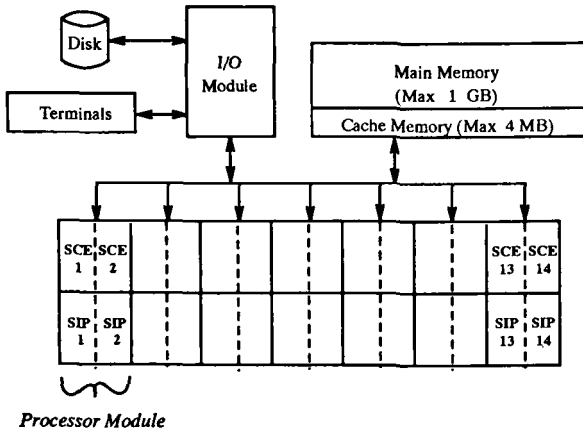 Disk
I/O
Module
Terminals
Main Memory
(Max 1 GB)
Cache Memory (Max 4 MB)
SCE SCE
1 2
SCE SCE
13 14
SIP SIP
1 2
SIP SIP
13 14
Processor Module